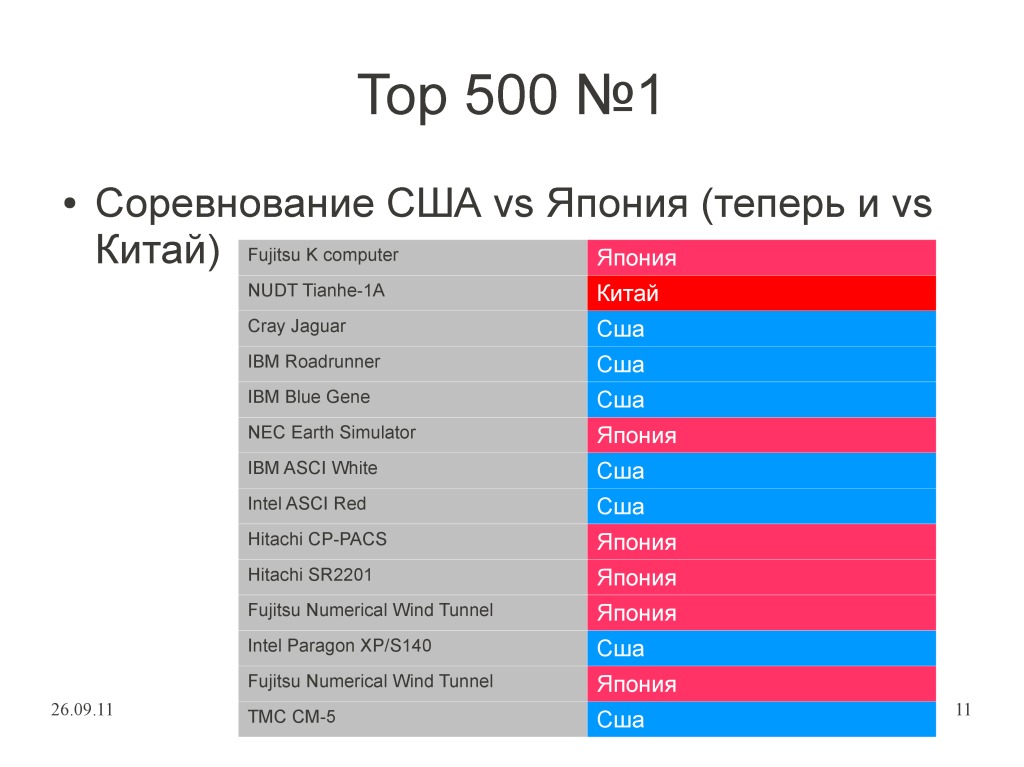 Top 500 №1
• Соревнование США vs Япония (теперь и vs
Китай)
Fujitsu K computer Япония
NUDT Tianhe-1A Китай
Cray Jaguar Сша
IBM Roadrunner Сша
IBM Blue Gene Сша
NEC Earth Simulator Япония
IBM ASCI White Сша
Intel ASCI Red Сша
Hitachi CP-PACS Япония
Hitachi SR2201 Япония
Fujitsu Numerical Wind Tunnel Япония
Intel Paragon XP/S140 Сша
Fujitsu Numerical Wind Tunnel Япония
TMC CM-5 Сша
26.09.11
11